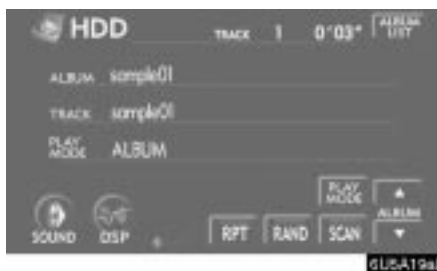 HDD TRACK 1 0'03" ALBUM LIST
ALBUM sample01
TRACK sample01
PLAY MODE ALBUM
PLAY MODE ▲
ALBUM
SOUND DSP RPT RAND SCAN ▼
6U5A19a